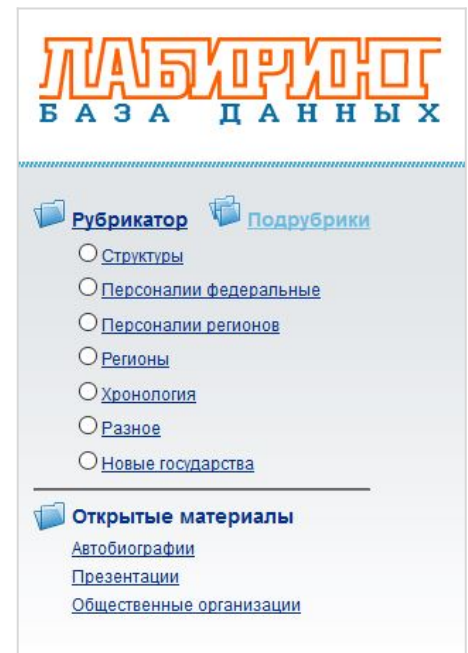 ЛАБИРИНТ
БАЗА ДАННЫХ
Рубрикатор Подрубрики
Структуры
Персоналии федеральные
Персоналии регионов
Регионы
Хронология
Разное
Новые государства
Открытые материалы
Автобиографии
Презентации
Общественные организации